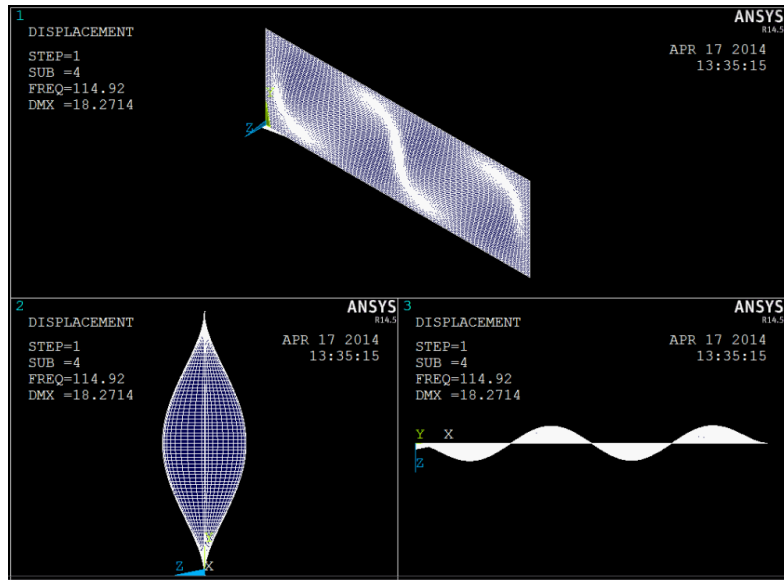 1
ANSYS
R14.5
DISPLACEMENT
STEP=1
SUB =4
FREQ=114.92
DMX =18.2714
APR 17 2014
13:35:15
Y
Z
2
ANSYS
R14.5
DISPLACEMENT
STEP=1
SUB =4
FREQ=114.92
DMX =18.2714
APR 17 2014
13:35:15
Z X
3
ANSYS
R14.5
DISPLACEMENT
STEP=1
SUB =4
FREQ=114.92
DMX =18.2714
APR 17 2014
13:35:15
Y X
Z